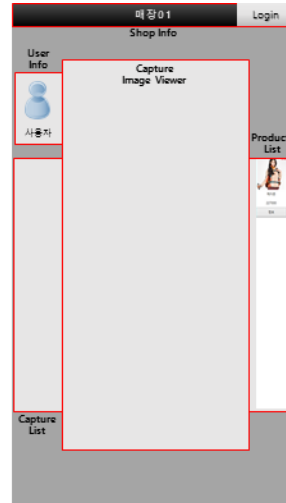 매장01
Login
Shop Info
User
Info
사용자
Capture
Image Viewer
Product
List
Capture
List